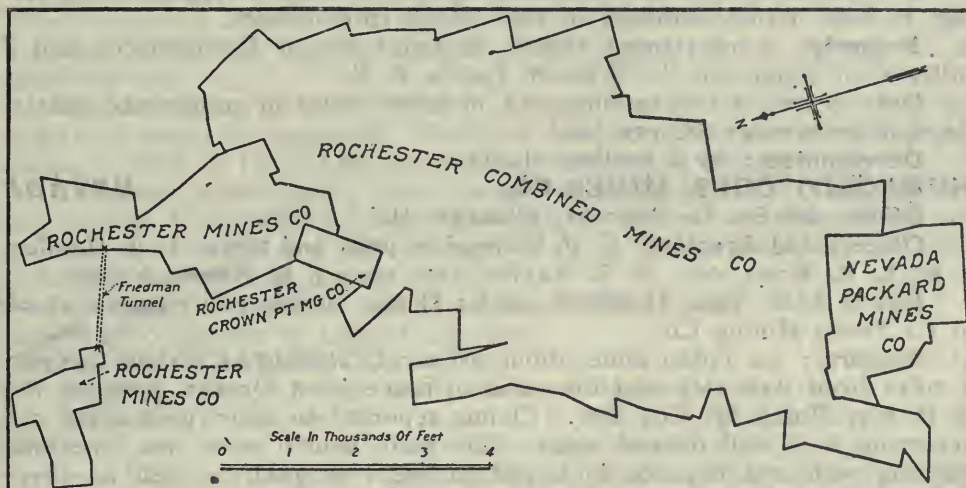 ROCHESTER COMBINED MINES CO
N
ROCHESTER MINES CO
Friedman
Tunnel
ROCHESTER
CROWN PT MG CO.
NEVADA
PACKARD
MINES
CO
ROCHESTER
MINES CO
Scale In Thousands Of Feet
0 1 2 3 4